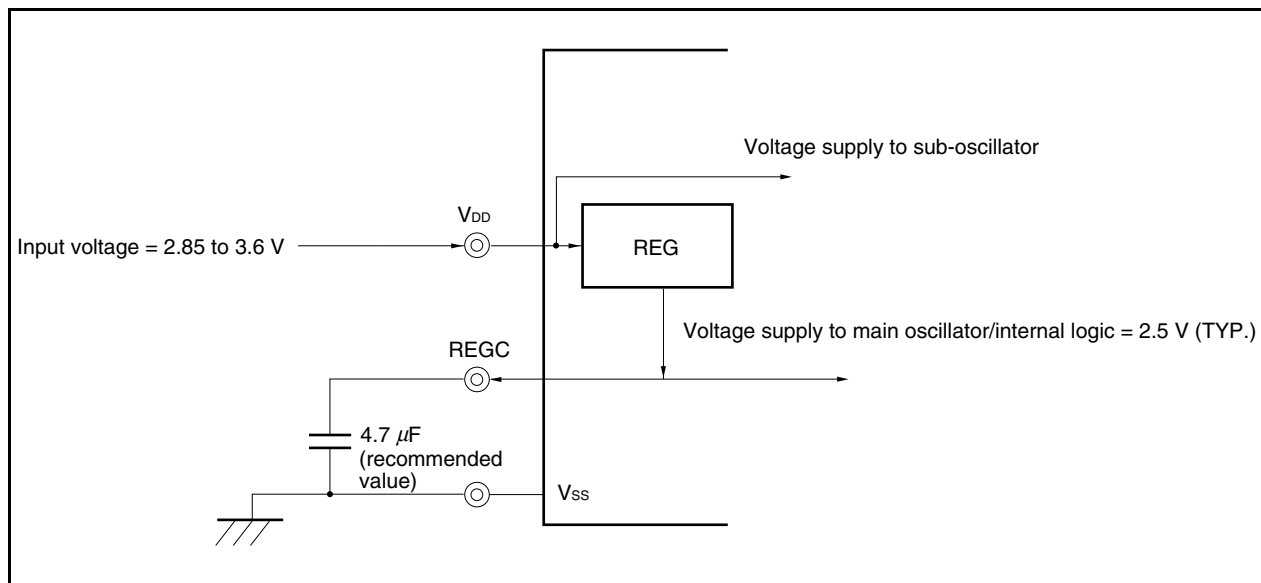 Voltage supply to sub-oscillator
VDD
Input voltage = 2.85 to 3.6 V
REG
Voltage supply to main oscillator/internal logic = 2.5 V (TYP.)
REGC
4.7 μF
(recommended
value)
VSS